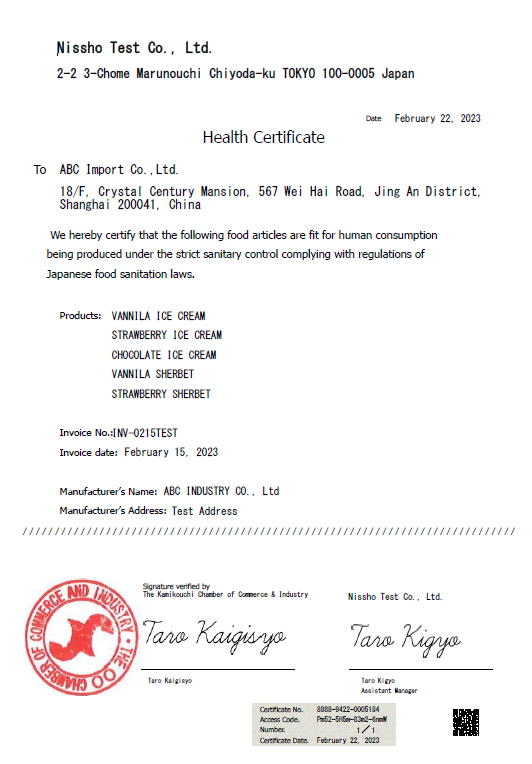 Nissho Test Co., Ltd.
2-2 3-Chome Marunouchi Chiyoda-ku TOKYO 100-0005 Japan
Date February 22, 2023
Health Certificate
To ABC Import Co.,Ltd.
18/F, Crystal Century Mansion, 567 Wei Hai Road, Jing An District,
Shanghai 200041, China
We hereby certify that the following food articles are fit for human consumption
being produced under the strict sanitary control complying with regulations of
Japanese food sanitation laws.
Products: VANNILA ICE CREAM
STRAWBERRY ICE CREAM
CHOCOLATE ICE CREAM
VANNILA SHERBET
STRAWBERRY SHERBET
Invoice No.:INV-0215TEST
Invoice date: February 15, 2023
Manufacturer's Name: ABC INDUSTRY CO., Ltd
Manufacturer's Address: Test Address
THE OO CHAMBER OF COMMERCE AND INDUSTRY
Signature verified by
The Kamikouchi Chamber of Commerce & Industry
Taro Kaigisyo
Taro Kaigisyo
Nissho Test Co., Ltd.
Taro Kigyo
Taro Kigyo
Assistant Manager
Certificate No. 8888-9422-0005184
Access Code. Pm52-5H5m-83m2-6nmW
Number. 1/1
Certificate Date. February 22, 2023